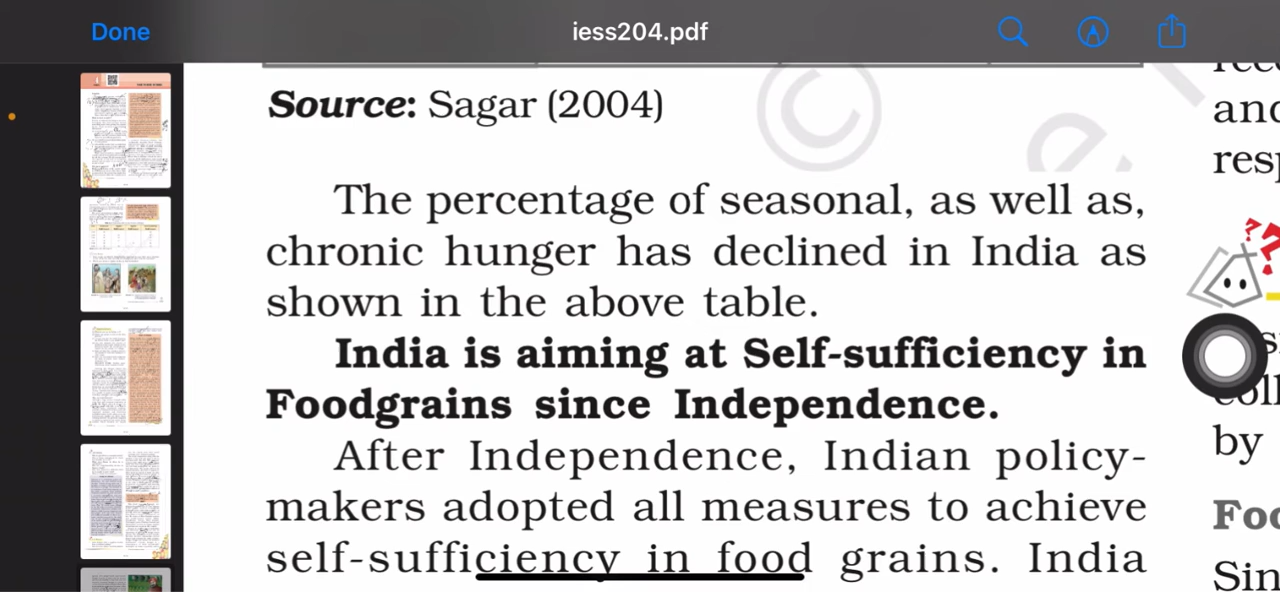 Done
iess204.pdf
Source: Sagar (2004)
The percentage of seasonal, as well as,
chronic hunger has declined in India as
shown in the above table.
India is aiming at Self-sufficiency in
Foodgrains since Independence.
After Independence, Indian policy-
makers adopted all measures to achieve
self-sufficiency in food grains. India
by